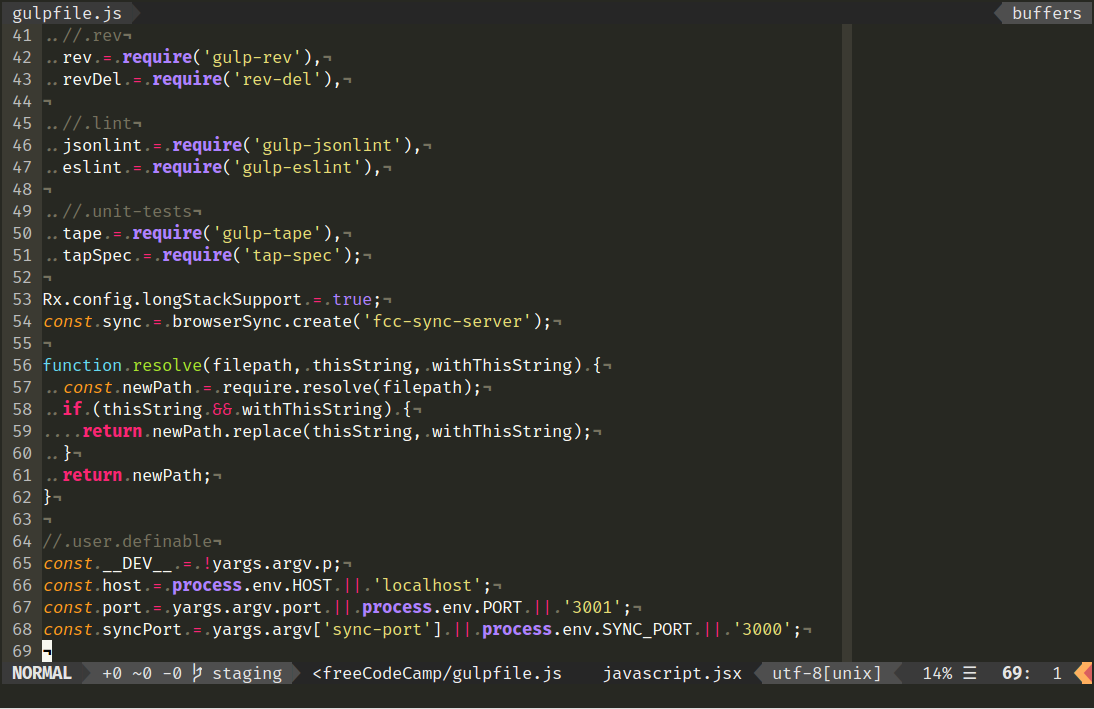 gulpfile.js buffers
41 ..//.rev¬
42 ..rev.=.require('gulp-rev'),¬
43 ..revDel.=.require('rev-del'),¬
44 ¬
45 ..//.lint¬
46 ..jsonlint.=.require('gulp-jsonlint'),¬
47 ..eslint.=.require('gulp-eslint'),¬
48 ¬
49 ..//.unit-tests¬
50 ..tape.=.require('gulp-tape'),¬
51 ..tapSpec.=.require('tap-spec');¬
52 ¬
53 Rx.config.longStackSupport.=.true;¬
54 const.sync.=.browserSync.create('fcc-sync-server');¬
55 ¬
56 function.resolve(filepath,.thisString,.withThisString).{¬
57 ..const.newPath.=.require.resolve(filepath);¬
58 ..if.(thisString.&&.withThisString).{¬
59 ....return.newPath.replace(thisString,.withThisString);¬
60 ..}¬
61 ..return.newPath;¬
62 }¬
63 ¬
64 //.user.definable¬
65 const.__DEV__.=.!yargs.argv.p;¬
66 const.host.=.process.env.HOST.||.'localhost';¬
67 const.port.=.yargs.argv.port.||.process.env.PORT.||.'3001';¬
68 const.syncPort.=.yargs.argv['sync-port'].||.process.env.SYNC_PORT.||.'3000';¬
69 ¬
NORMAL +0 ~0 -0 staging <freeCodeCamp/gulpfile.js javascript.jsx utf-8[unix] 14% ☰ 69: 1